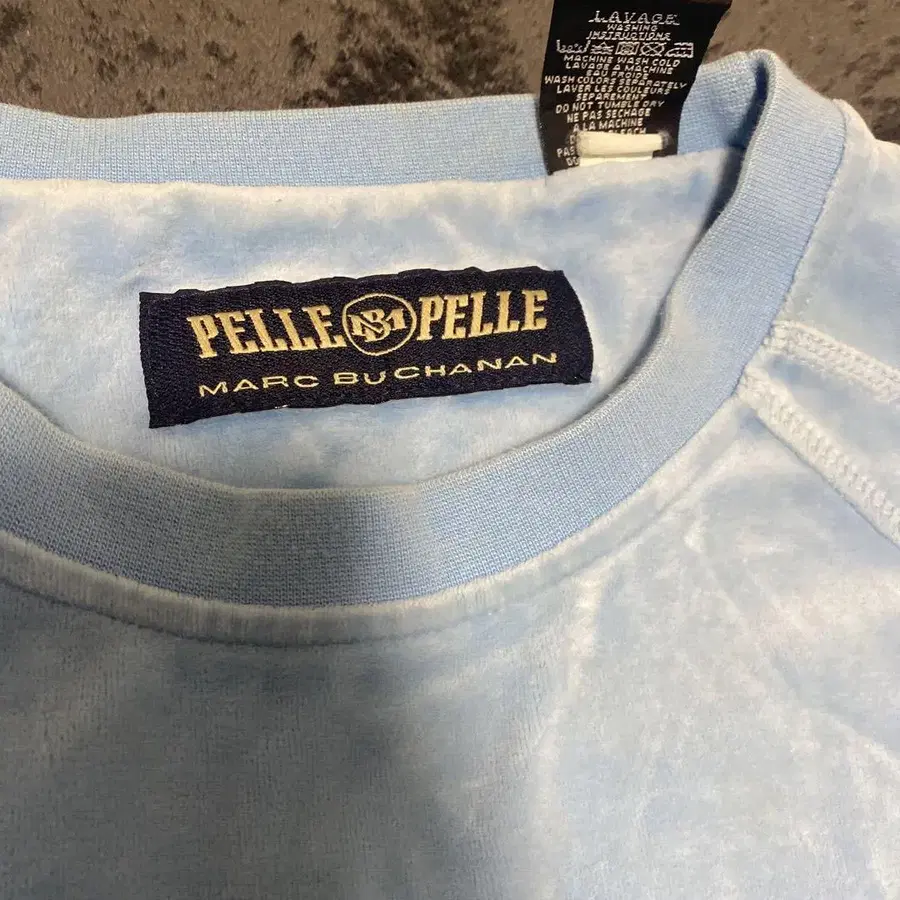 LAVAGE
WASHING
INSTRUCTIONS
MACHINE WASH COLD
LAVAGE A MACHINE
EAU FROIDE
WASH COLORS SEPARATELY
LAVER LES COULEURS
SEPAREMENT
DO NOT TUMBLE DRY
NE PAS SECHAGE
A LA MACHINE
PELLE MB PELLE
MARC BUCHANAN